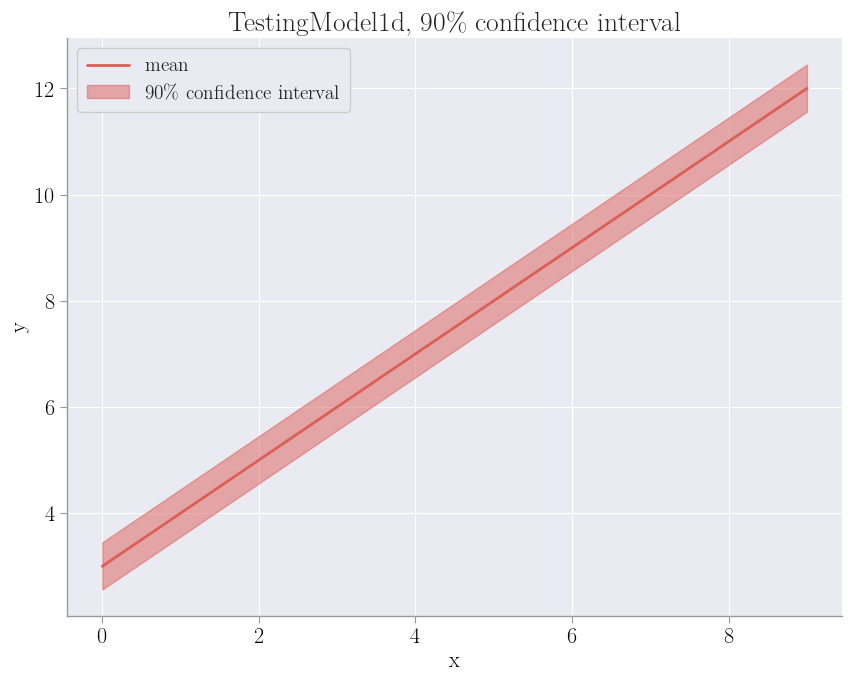 TestingModel1d, 90% confidence interval
mean
90% confidence interval
12
10
8
6
4
y
0 2 4 6 8
x